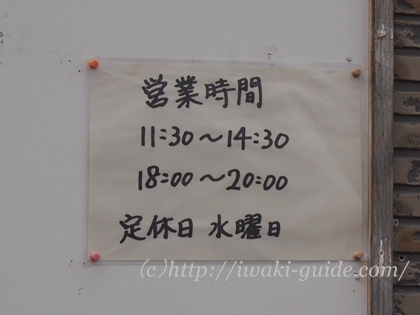 営業時間
11:30～14:30
18:00～20:00
定休日 水曜日
(c)http://iwaki-guide.com/